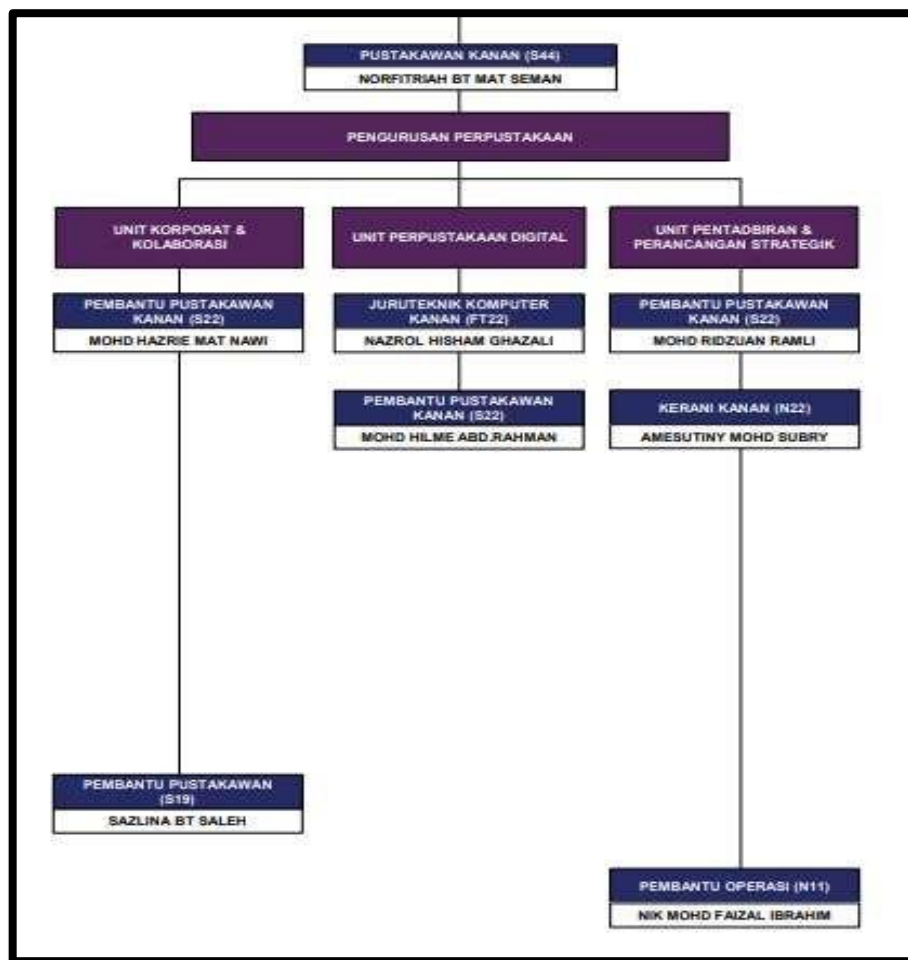 PUSTAKAWAN KANAN (S44)
NORFITRIAH BT MAT SEMAN
PENGURUSAN PERPUSTAKAAN
UNIT KORPORAT &
KOLABORASI
PEMBANTU PUSTAKAWAN
KANAN (S22)
MOHD HAZRIE MAT NAWI
PEMBANTU PUSTAKAWAN
(S19)
SAZLINA BT SALEH
UNIT PERPUSTAKAAN DIGITAL
JURUTEKNIK KOMPUTER
KANAN (FT22)
NAZROL HISHAM GHAZALI
PEMBANTU PUSTAKAWAN
KANAN (S22)
MOHD HILME ABD.RAHMAN
UNIT PENTADBIRAN &
PERANCANGAN STRATEGIK
PEMBANTU PUSTAKAWAN
KANAN (S22)
MOHD RIDZUAN RAMLI
KERANI KANAN (N22)
AMESUTINY MOHD SUBRY
PEMBANTU OPERASI (N11)
NIK MOHD FAIZAL IBRAHIM